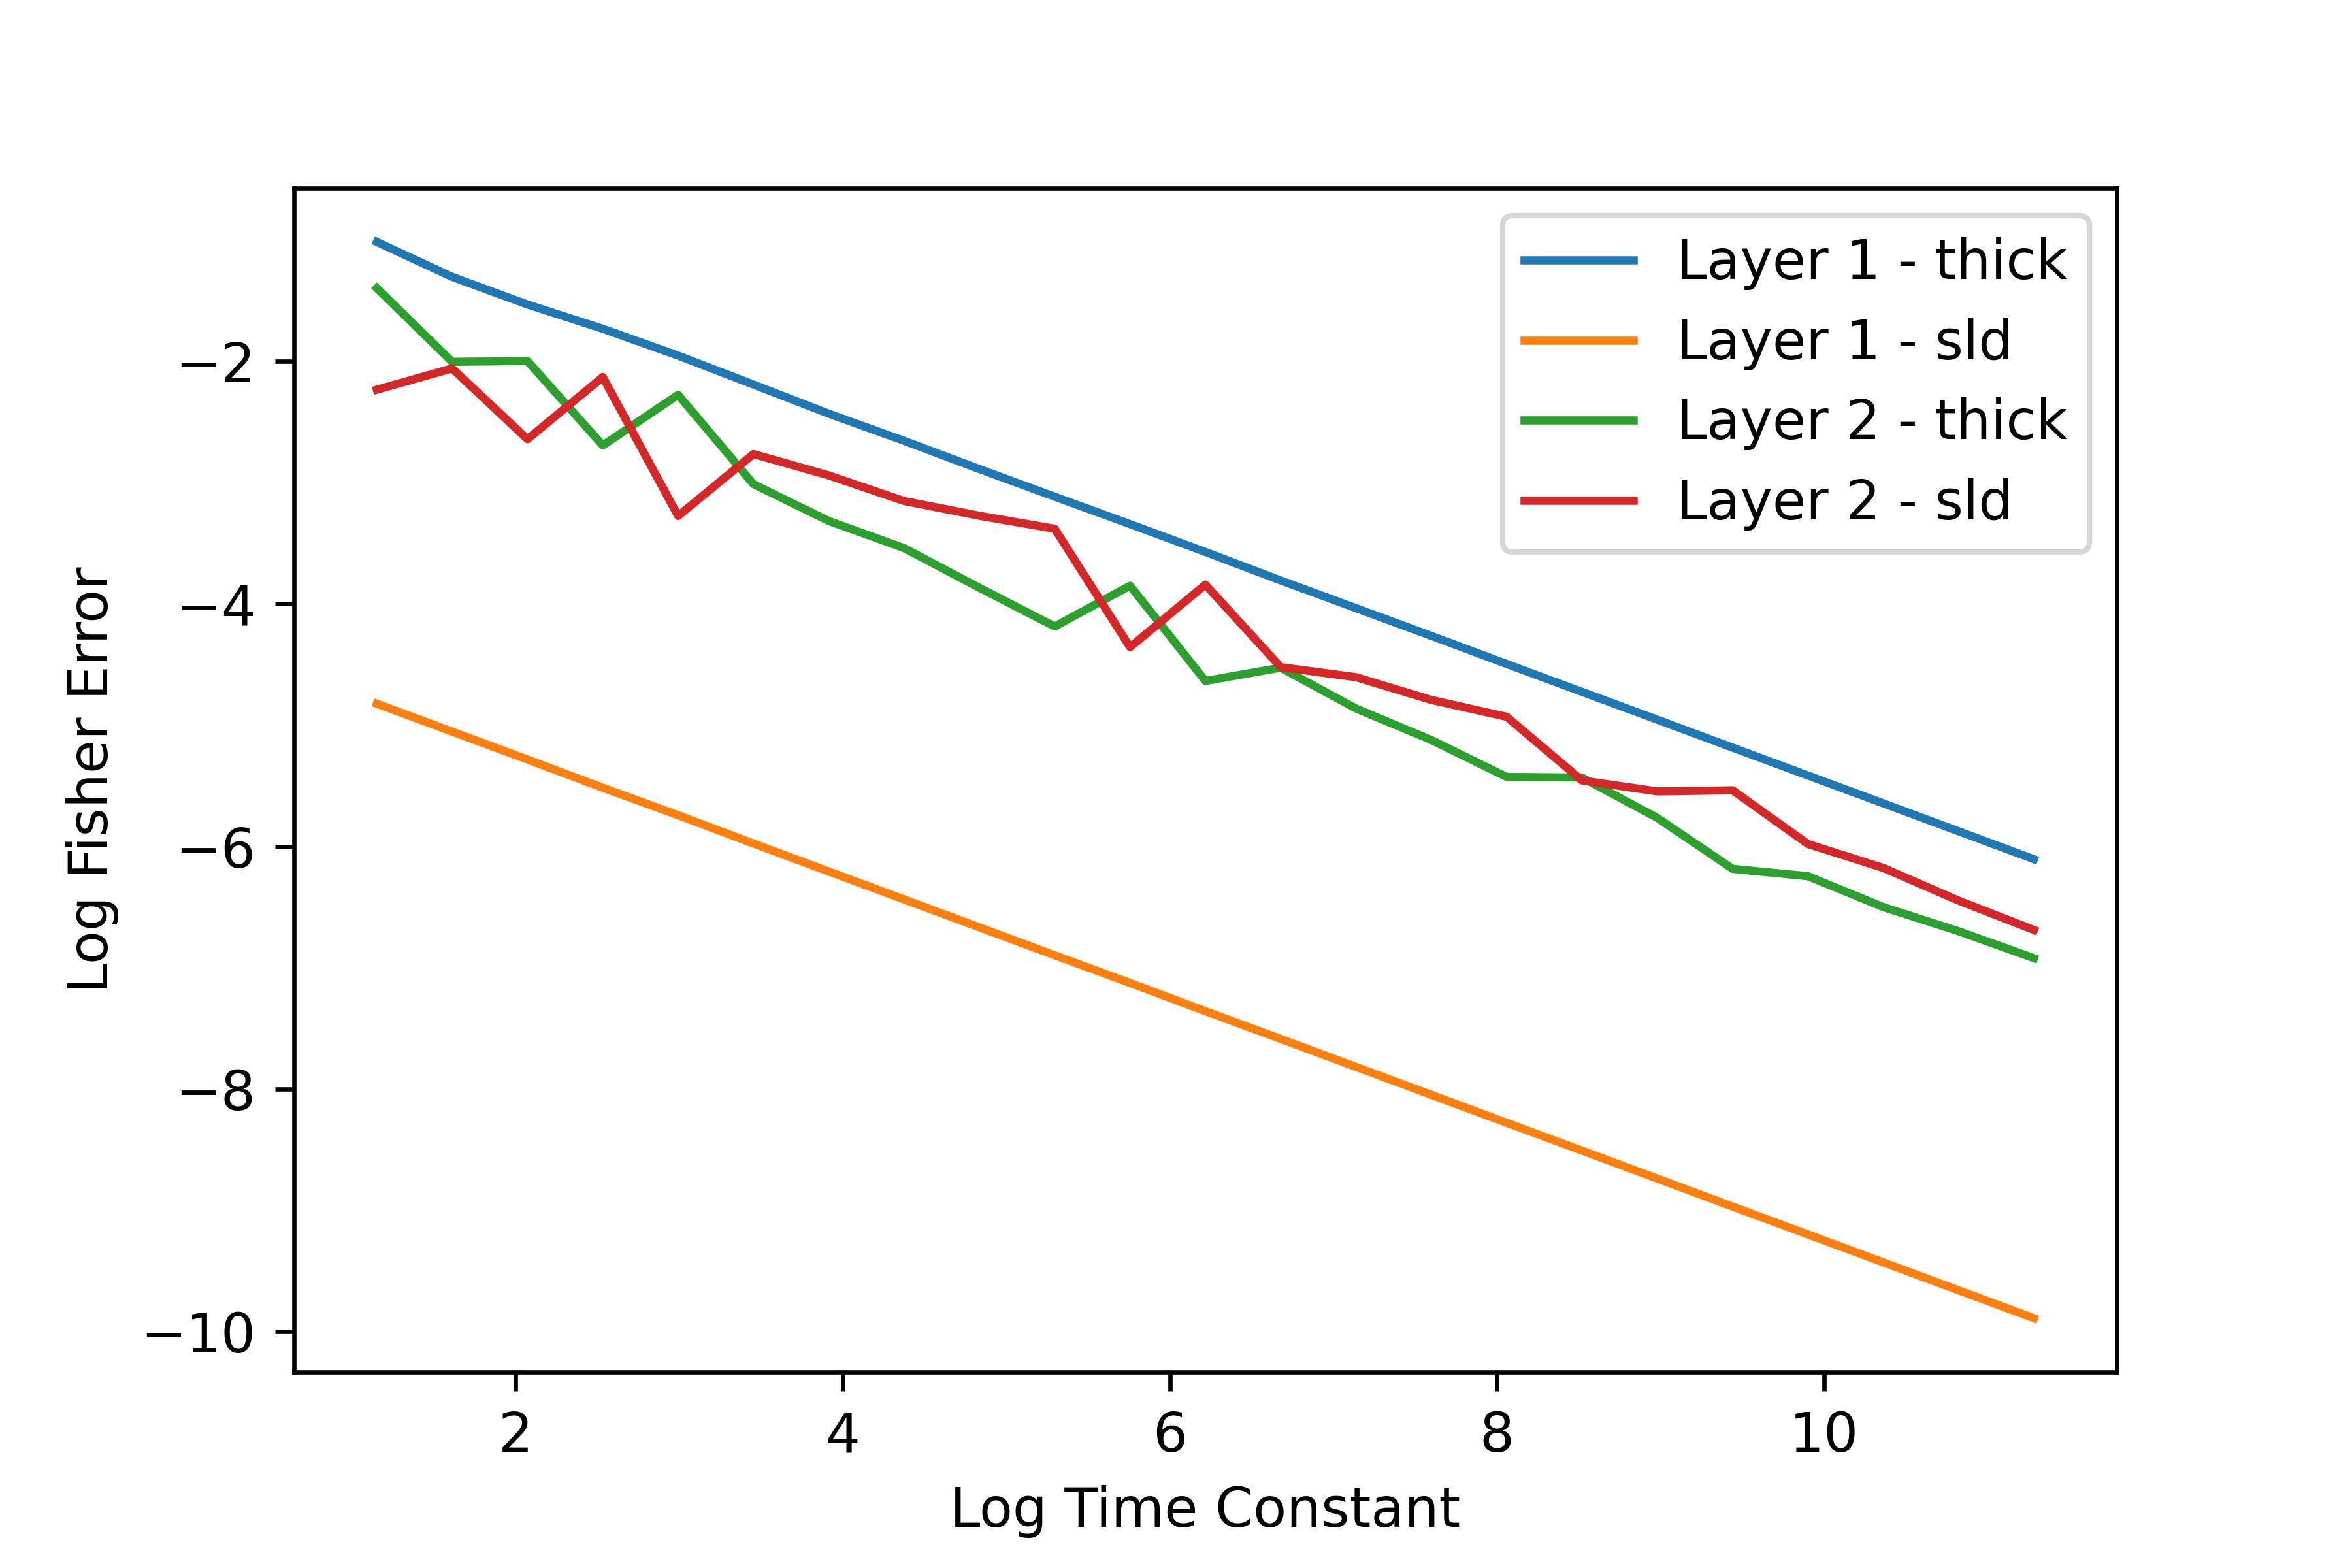 Layer 1 - thick
Layer 1 - sld
Layer 2 - thick
Layer 2 - sld
−2
−4
−6
−8
−10
Log Fisher Error
2 4 6 8 10
Log Time Constant